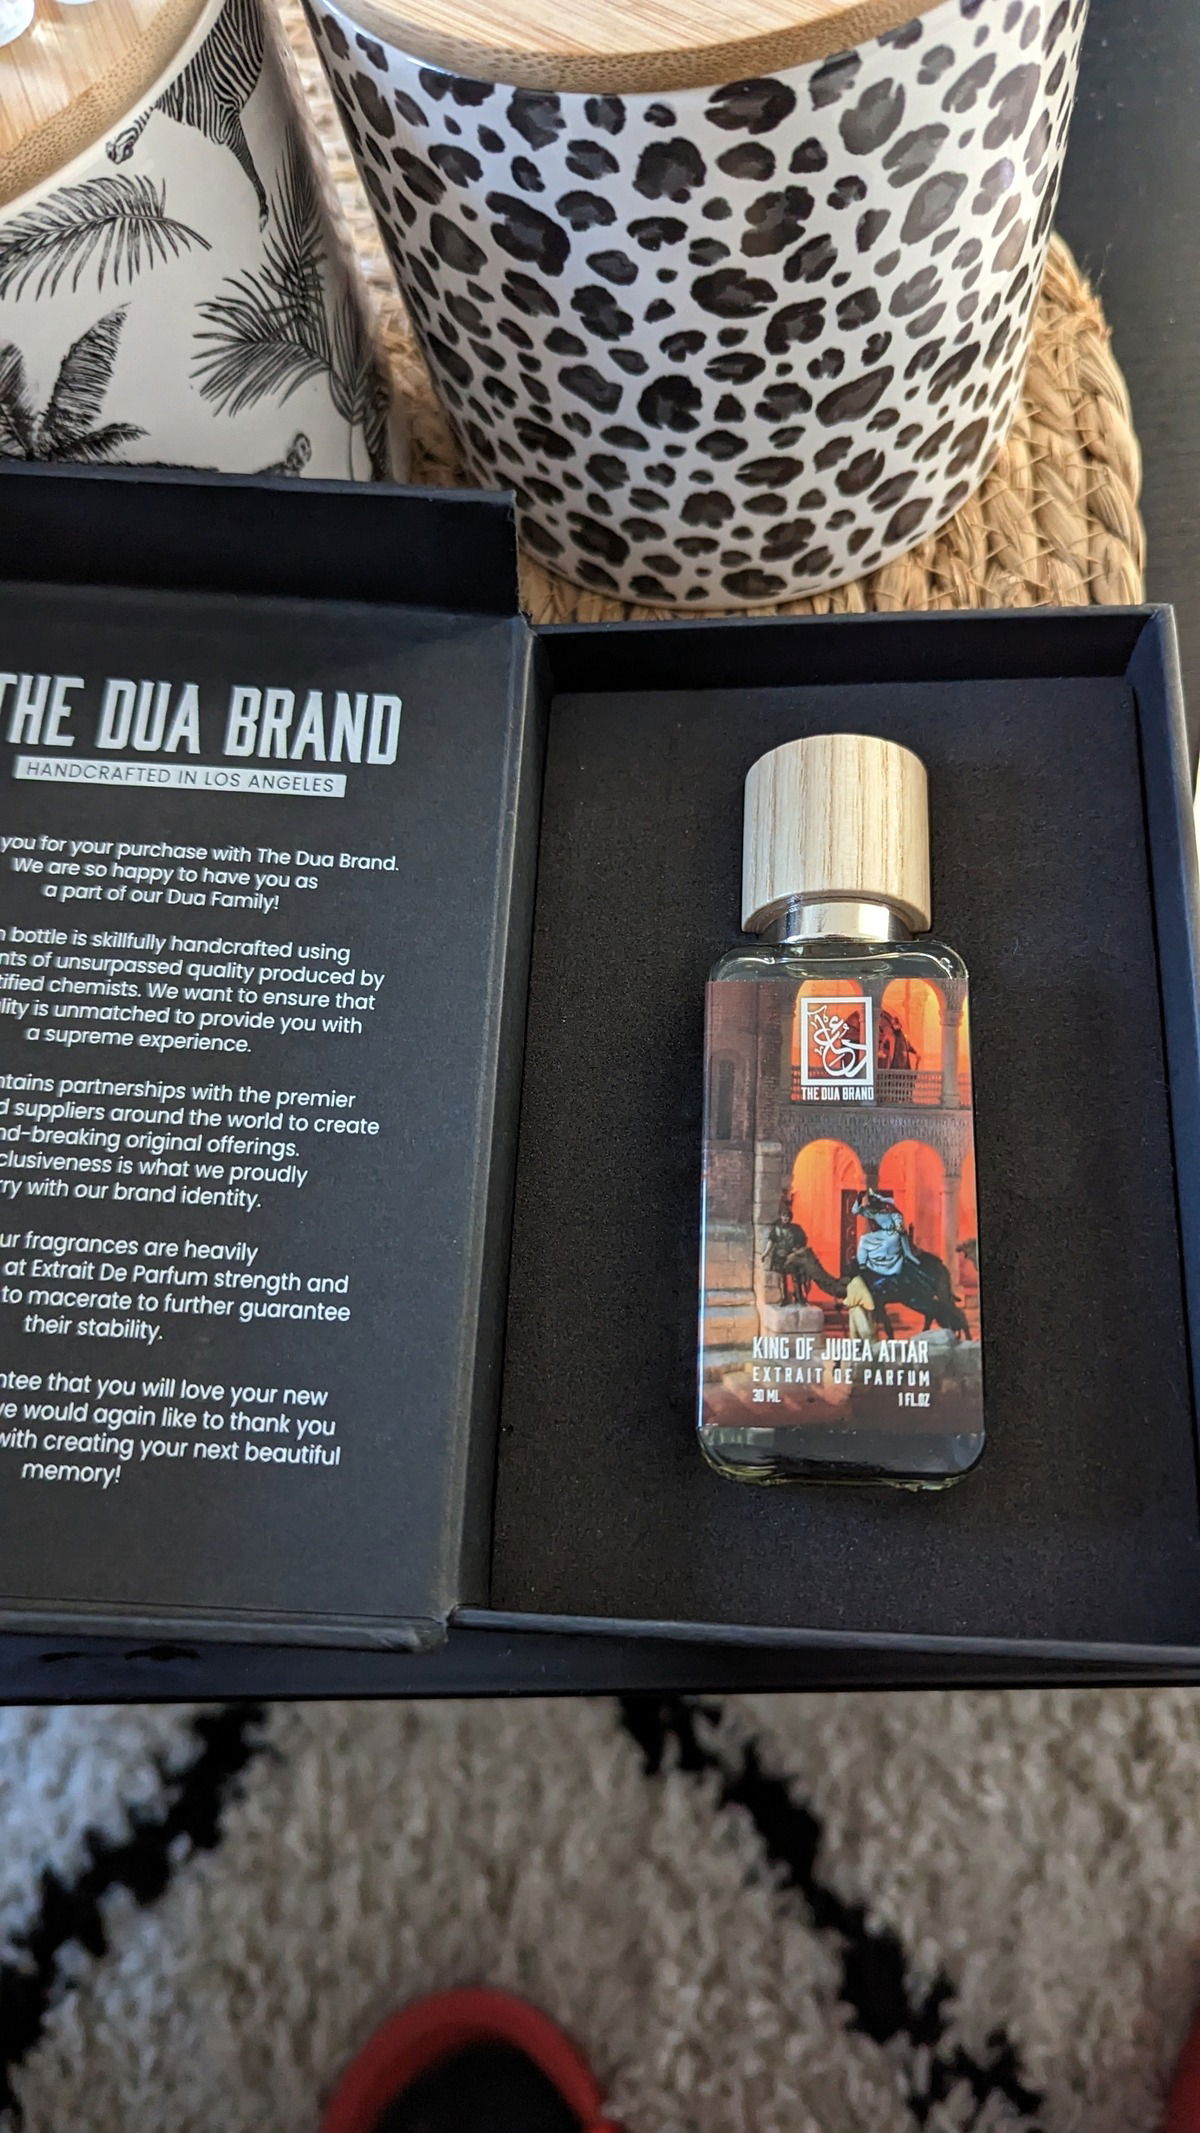 THE DUA BRAND
HANDCRAFTED IN LOS ANGELES
you for your purchase with The Dua Brand.
We are so happy to have you as
a part of our Dua Family!
bottle is skillfully handcrafted using
of unsurpassed quality produced by
chemists. We want to ensure that
is unmatched to provide you with
a supreme experience.
partnerships with the premier
suppliers around the world to create
original offerings.
is what we proudly
with our brand identity.
fragrances are heavily
at Extrait De Parfum strength and
to macerate to further guarantee
their stability.
that you will love your new
would again like to thank you
with creating your next beautiful
memory!
THE DUA BRAND
KING OF JUDEA ATTAR
EXTRAIT DE PARFUM
30 ML 1 FL.OZ